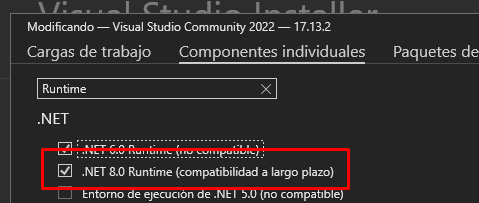 Visual Studio Installer
Modificando — Visual Studio Community 2022 — 17.13.2
Cargas de trabajo Componentes individuales Paquetes de
Runtime
.NET
.NET 6.0 Runtime (no compatible)
.NET 8.0 Runtime (compatibilidad a largo plazo)
Entorno de ejecución de .NET 5.0 (no compatible)